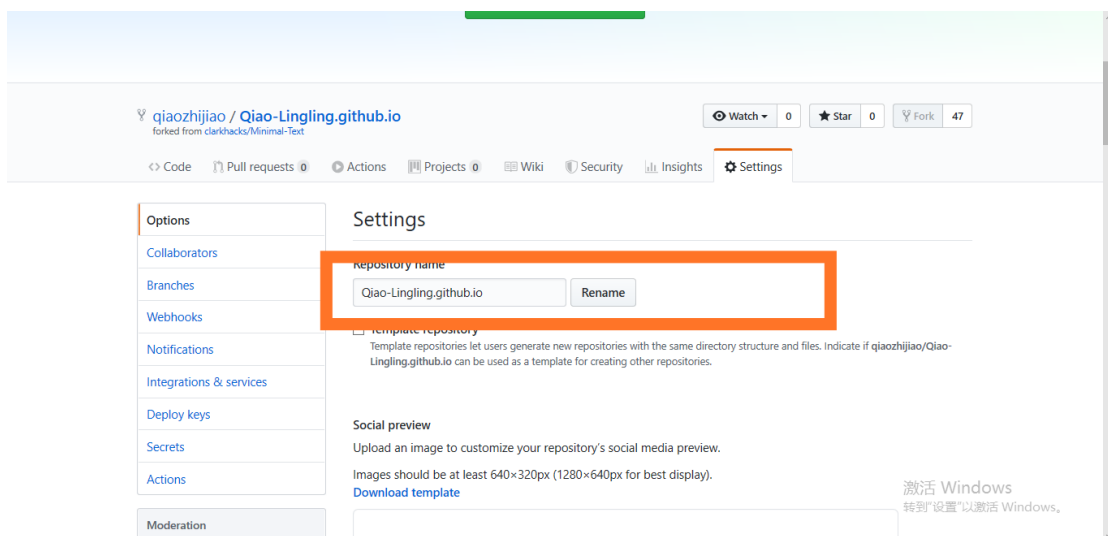 qiaozhijiao / Qiao-Lingling.github.io
forked from clarkhacks/Minimal-Text
Watch 0 Star 0 Fork 47
Code Pull requests 0 Actions Projects 0 Wiki Security Insights Settings
Options
Collaborators
Branches
Webhooks
Notifications
Integrations & services
Deploy keys
Secrets
Actions
Moderation
Settings
Repository name
Qiao-Lingling.github.io Rename
Template repository
Template repositories let users generate new repositories with the same directory structure and files. Indicate if qiaozhijiao/Qiao-
Lingling.github.io can be used as a template for creating other repositories.
Social preview
Upload an image to customize your repository's social media preview.
Images should be at least 640×320px (1280×640px for best display).
Download template
激活 Windows
转到"设置"以激活 Windows。